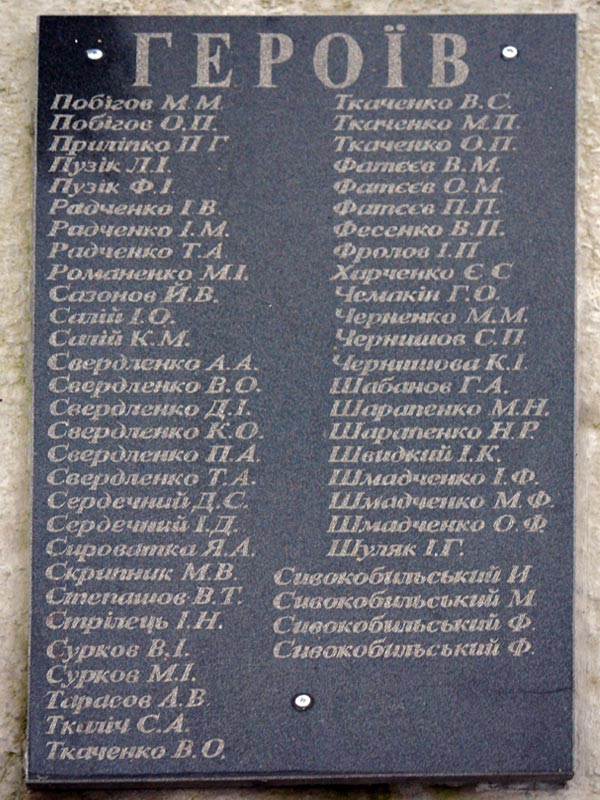 ГЕРОЇВ
Побігов М.М.
Побігов О.П.
Приліпко П Г
Пузік Л.І.
Пузік Ф.І.
Радченко І.В.
Радченко І.М.
Радченко Т.А
Романенко М.І.
Сазонов Й.В.
Салій І.О.
Салій К.М.
Свердленко А.А.
Свердленко В.О.
Свердленко Д.І.
Свердленко К.О.
Свердленко П.А.
Свердленко Т.А.
Сердечний Д.С.
Сердечний І.Д.
Сироватка Я.А.
Скрипник М.В.
Степашов В.Т.
Стрілець І.Н.
Сурков В.І.
Сурков М.І.
Тарасов А.В
Ткаліч С.А.
Ткаченко В.О.
Ткаченко В.С.
Ткаченко М.П.
Ткаченко О.П.
Фатєєв В.М.
Фатєєв О.М.
Фатєєв П.П.
Фесенко В.П.
Фролов І.П
Харченко Є С
Чемакін Г.О.
Черненко М.М.
Чернишов С.П.
Чернишова К.І.
Шабанов Г.А.
Шарапенко М.Н.
Шарапенко Н.Р.
Швидкий І.К.
Шмадченко І.Ф.
Шмадченко М.Ф.
Шмадченко О.Ф
Шуляк І.Г.
Сивокобильський И
Сивокобильський М
Сивокобильський Ф.
Сивокобильський Ф.